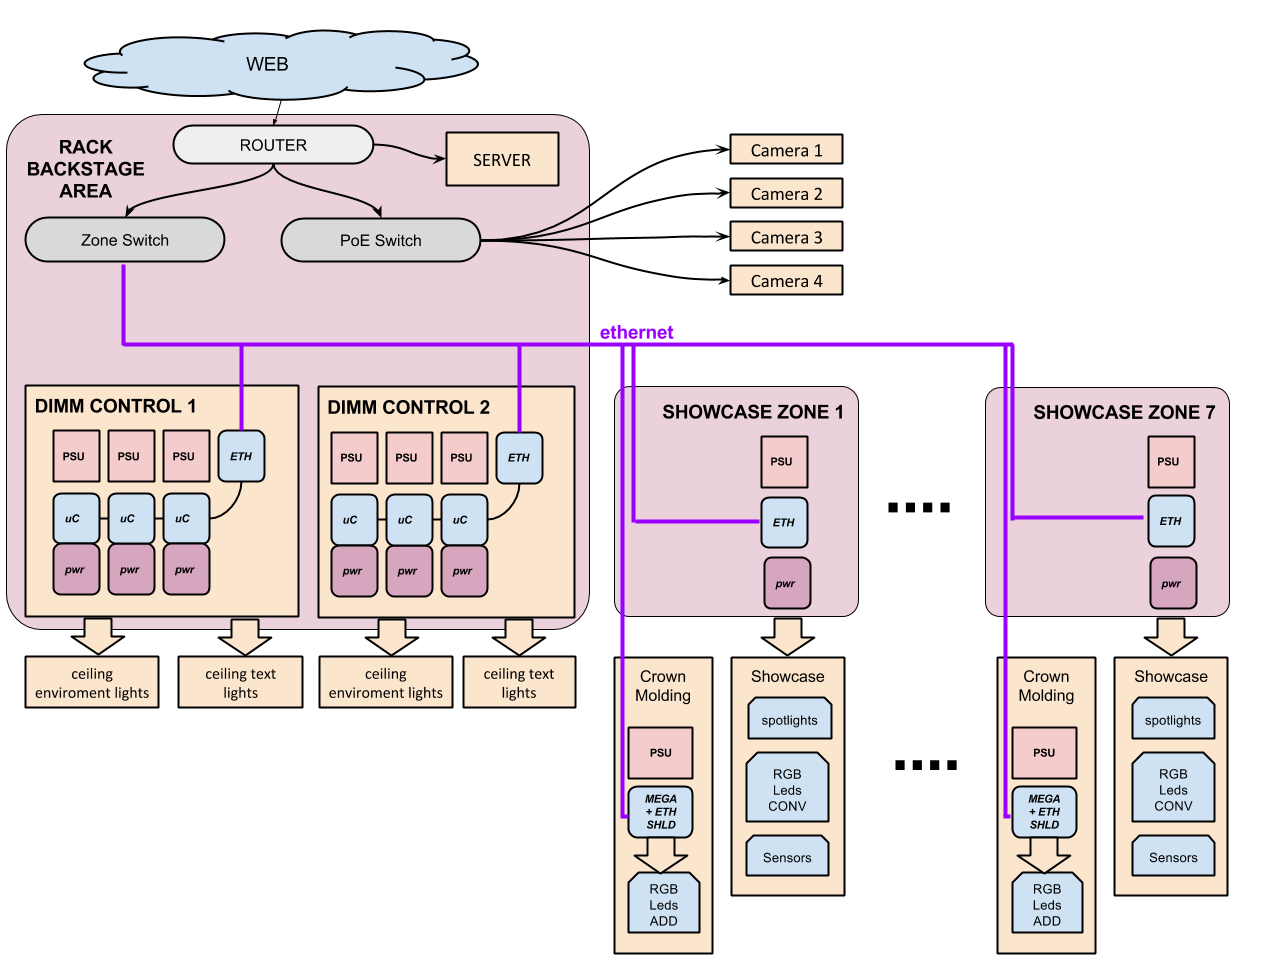 WEB
RACK
BACKSTAGE
AREA
ROUTER
SERVER
Zone Switch
PoE Switch
Camera 1
Camera 2
Camera 3
Camera 4
ethernet
DIMM CONTROL 1
PSU
PSU
PSU
ETH
uC
uC
uC
pwr
pwr
pwr
DIMM CONTROL 2
PSU
PSU
PSU
ETH
uC
uC
uC
pwr
pwr
pwr
SHOWCASE ZONE 1
PSU
ETH
pwr
SHOWCASE ZONE 7
PSU
ETH
pwr
ceiling
enviroment lights
ceiling text
lights
ceiling
enviroment lights
ceiling text
lights
Crown
Molding
PSU
MEGA
+ ETH
SHLD
RGB
Leds
ADD
Showcase
spotlights
RGB
Leds
CONV
Sensors
Crown
Molding
PSU
MEGA
+ ETH
SHLD
RGB
Leds
ADD
Showcase
spotlights
RGB
Leds
CONV
Sensors